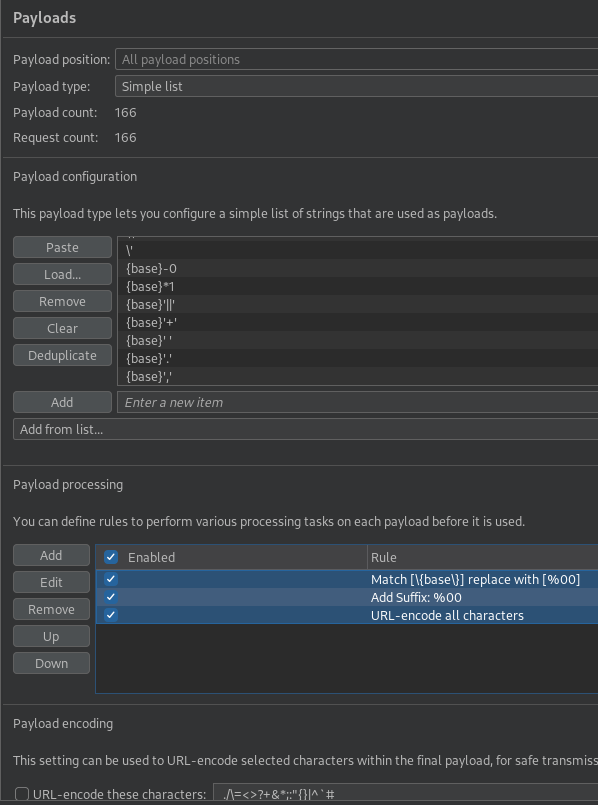 Payloads
Payload position: All payload positions
Payload type: Simple list
Payload count: 166
Request count: 166
Payload configuration
This payload type lets you configure a simple list of strings that are used as payloads.
Paste
Load...
Remove
Clear
Deduplicate
\'
{base}-0
{base}*1
{base}'||'
{base}'+'
{base}' '
{base}'.'
{base}','
Add Enter a new item
Add from list...
Payload processing
You can define rules to perform various processing tasks on each payload before it is used.
Add
Edit
Remove
Up
Down
Enabled Rule
Match [\{base\}] replace with [%00]
Add Suffix: %00
URL-encode all characters
Payload encoding
This setting can be used to URL-encode selected characters within the final payload, for safe transmiss
URL-encode these characters: ./\=<>?+&*;:"{}|^`#